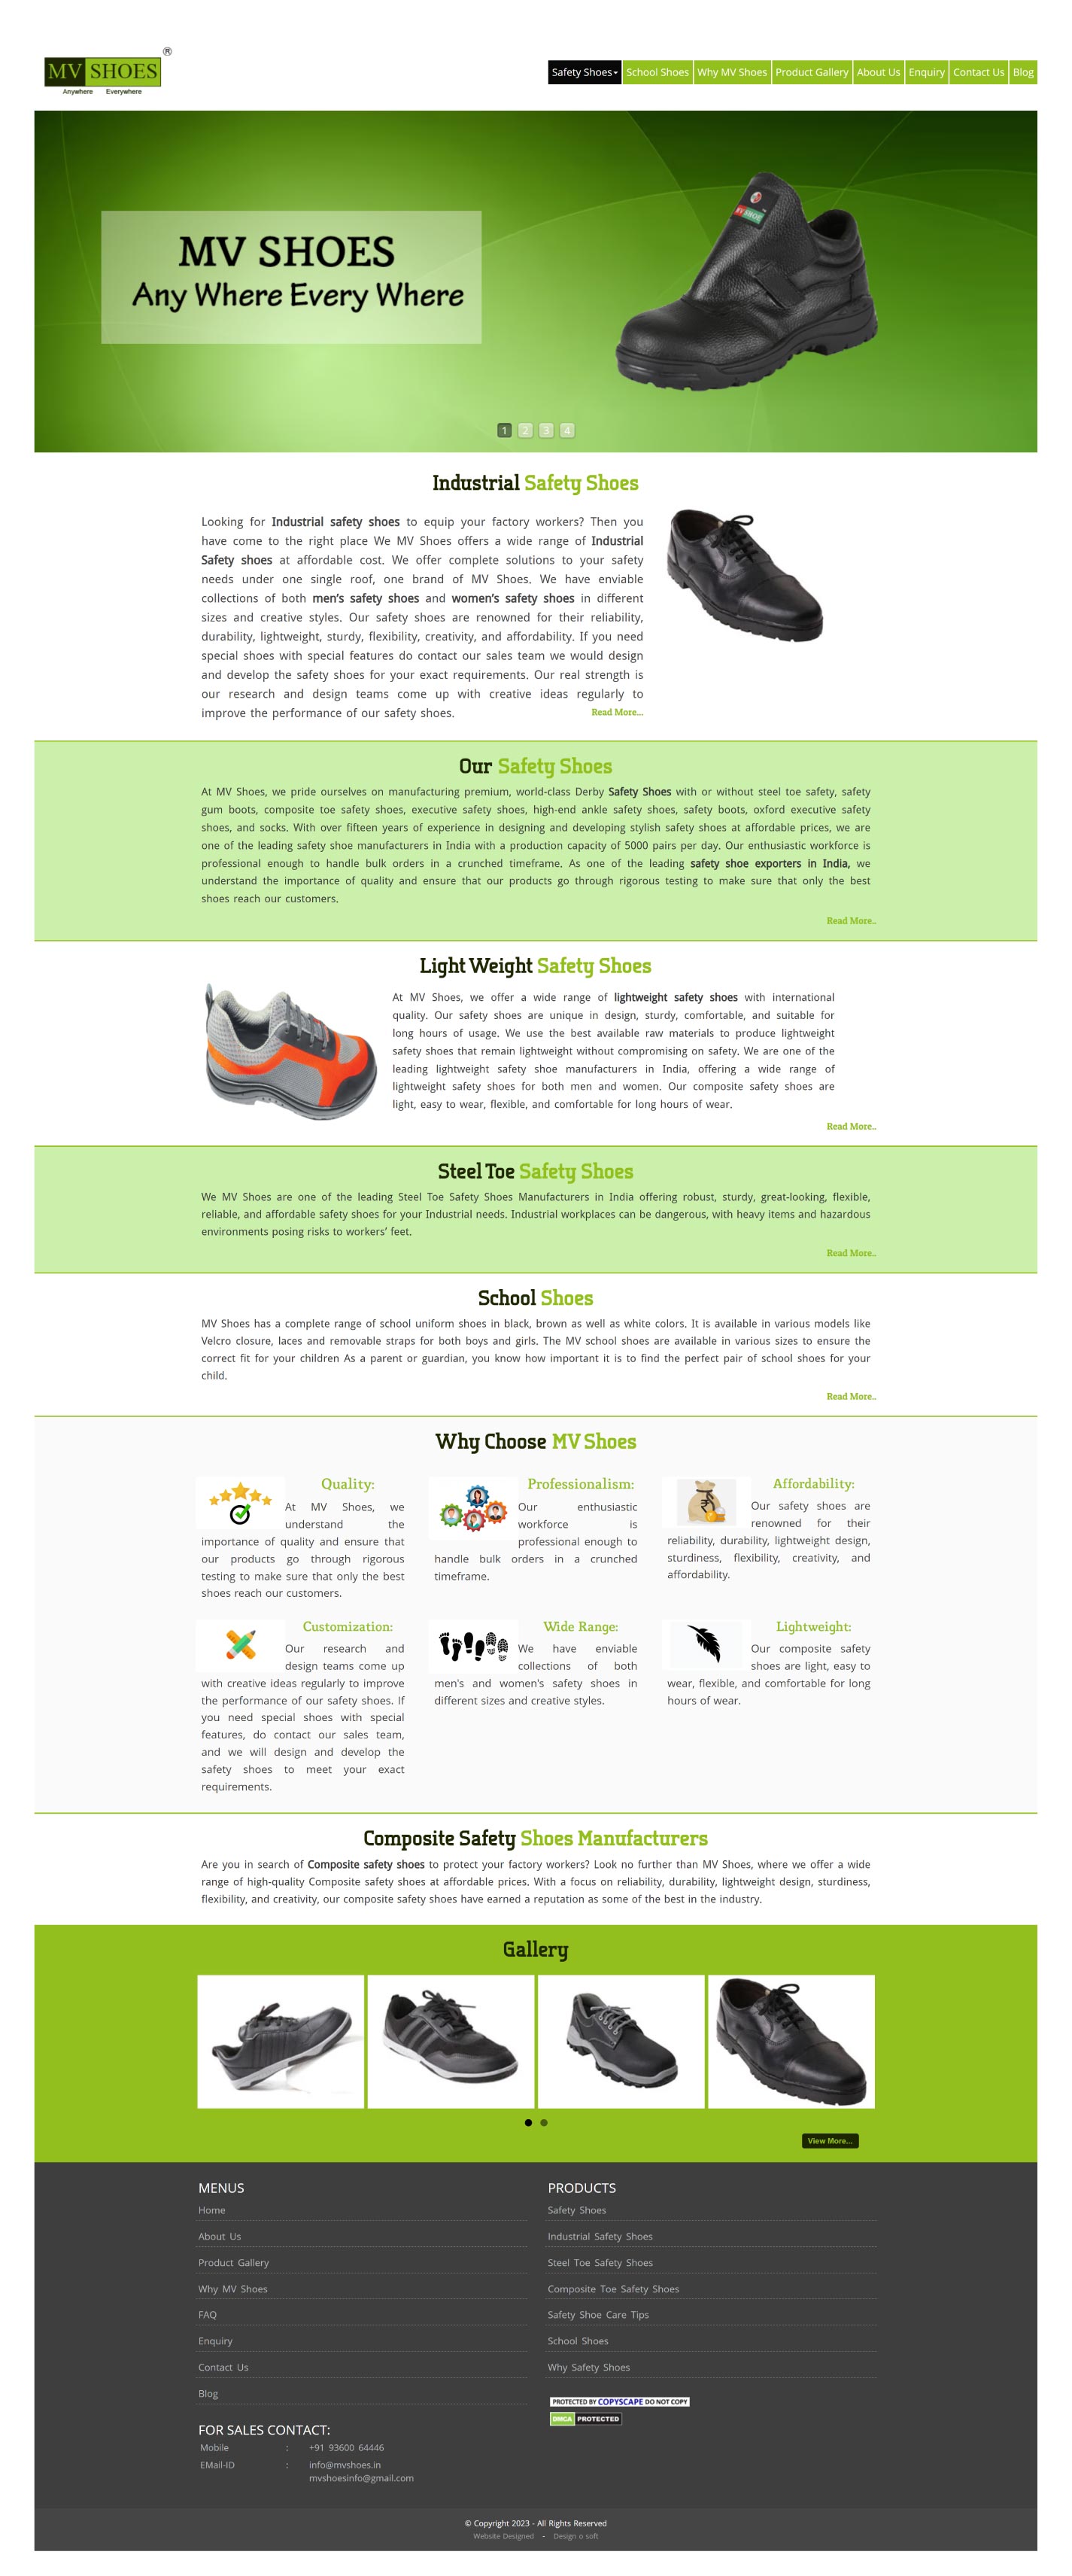 MV SHOES ®
Anywhere Everywhere
Safety Shoes School Shoes Why MV Shoes Product Gallery About Us Enquiry Contact Us Blog
MV SHOES
Any Where Every Where
MV SHOE
1 2 3 4
Industrial Safety Shoes
Looking for Industrial safety shoes to equip your factory workers? Then you
have come to the right place We MV Shoes offers a wide range of Industrial
Safety shoes at affordable cost. We offer complete solutions to your safety
needs under one single roof, one brand of MV Shoes. We have enviable
collections of both men’s safety shoes and women’s safety shoes in different
sizes and creative styles. Our safety shoes are renowned for their reliability,
durability, lightweight, sturdy, flexibility, creativity, and affordability. If you need
special shoes with special features do contact our sales team we would design
and develop the safety shoes for your exact requirements. Our real strength is
our research and design teams come up with creative ideas regularly to
improve the performance of our safety shoes. Read More...
Our Safety Shoes
At MV Shoes, we pride ourselves on manufacturing premium, world-class Derby Safety Shoes with or without steel toe safety, safety
gum boots, composite toe safety shoes, executive safety shoes, high-end ankle safety shoes, safety boots, oxford executive safety
shoes, and socks. With over fifteen years of experience in designing and developing stylish safety shoes at affordable prices, we are
one of the leading safety shoe manufacturers in India with a production capacity of 5000 pairs per day. Our enthusiastic workforce is
professional enough to handle bulk orders in a crunched timeframe. As one of the leading safety shoe exporters in India, we
understand the importance of quality and ensure that our products go through rigorous testing to make sure that only the best
shoes reach our customers.
Read More..
Light Weight Safety Shoes
At MV Shoes, we offer a wide range of lightweight safety shoes with international
quality. Our safety shoes are unique in design, sturdy, comfortable, and suitable for
long hours of usage. We use the best available raw materials to produce lightweight
safety shoes that remain lightweight without compromising on safety. We are one of the
leading lightweight safety shoe manufacturers in India, offering a wide range of
lightweight safety shoes for both men and women. Our composite safety shoes are
light, easy to wear, flexible, and comfortable for long hours of wear.
Read More..
Steel Toe Safety Shoes
We MV Shoes are one of the leading Steel Toe Safety Shoes Manufacturers in India offering robust, sturdy, great-looking, flexible,
reliable, and affordable safety shoes for your Industrial needs. Industrial workplaces can be dangerous, with heavy items and hazardous
environments posing risks to workers’ feet.
Read More..
School Shoes
MV Shoes has a complete range of school uniform shoes in black, brown as well as white colors. It is available in various models like
Velcro closure, laces and removable straps for both boys and girls. The MV school shoes are available in various sizes to ensure the
correct fit for your children As a parent or guardian, you know how important it is to find the perfect pair of school shoes for your
child.
Read More..
Why Choose MV Shoes
Quality:
At MV Shoes, we
understand the
importance of quality and ensure that
our products go through rigorous
testing to make sure that only the best
shoes reach our customers.
Professionalism:
Our enthusiastic
workforce is
professional enough to
handle bulk orders in a crunched
timeframe.
Affordability:
Our safety shoes are
renowned for their
reliability, durability, lightweight design,
sturdiness, flexibility, creativity, and
affordability.
Customization:
Our research and
design teams come up
with creative ideas regularly to improve
the performance of our safety shoes. If
you need special shoes with special
features, do contact our sales team,
and we will design and develop the
safety shoes to meet your exact
requirements.
Wide Range:
We have enviable
collections of both
men's and women's safety shoes in
different sizes and creative styles.
Lightweight:
Our composite safety
shoes are light, easy to
wear, flexible, and comfortable for long
hours of wear.
Composite Safety Shoes Manufacturers
Are you in search of Composite safety shoes to protect your factory workers? Look no further than MV Shoes, where we offer a wide
range of high-quality Composite safety shoes at affordable prices. With a focus on reliability, durability, lightweight design, sturdiness,
flexibility, and creativity, our composite safety shoes have earned a reputation as some of the best in the industry.
Gallery
View More...
MENUS
Home
About Us
Product Gallery
Why MV Shoes
FAQ
Enquiry
Contact Us
Blog
FOR SALES CONTACT:
Mobile : +91 93600 64446
EMail-ID : info@mvshoes.in
mvshoesinfo@gmail.com
PRODUCTS
Safety Shoes
Industrial Safety Shoes
Steel Toe Safety Shoes
Composite Toe Safety Shoes
Safety Shoe Care Tips
School Shoes
Why Safety Shoes
PROTECTED BY COPYSCAPE DO NOT COPY
DMCA PROTECTED
© Copyright 2023 - All Rights Reserved
Website Designed - Design o soft